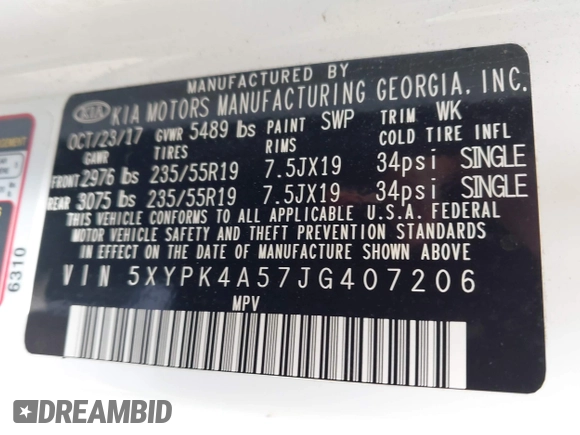 MANUFACTURED BY
KIA KIA MOTORS MANUFACTURING GEORGIA, INC.
OCT/23/17 GVWR 5489 lbs PAINT SWP TRIM WK
GAWR TIRES RIMS COLD TIRE INFL
FRONT 2976 lbs 235/55R19 7.5JX19 34psi SINGLE
REAR 3075 lbs 235/55R19 7.5JX19 34psi SINGLE
THIS VEHICLE CONFORMS TO ALL APPLICABLE U.S.A. FEDERAL
MOTOR VEHICLE SAFETY AND THEFT PREVENTION STANDARDS
IN EFFECT ON THE DATE OF MANUFACTURE SHOWN ABOVE.
VIN 5XYPK4A57JG407206
MPV
6310
DREAMBID